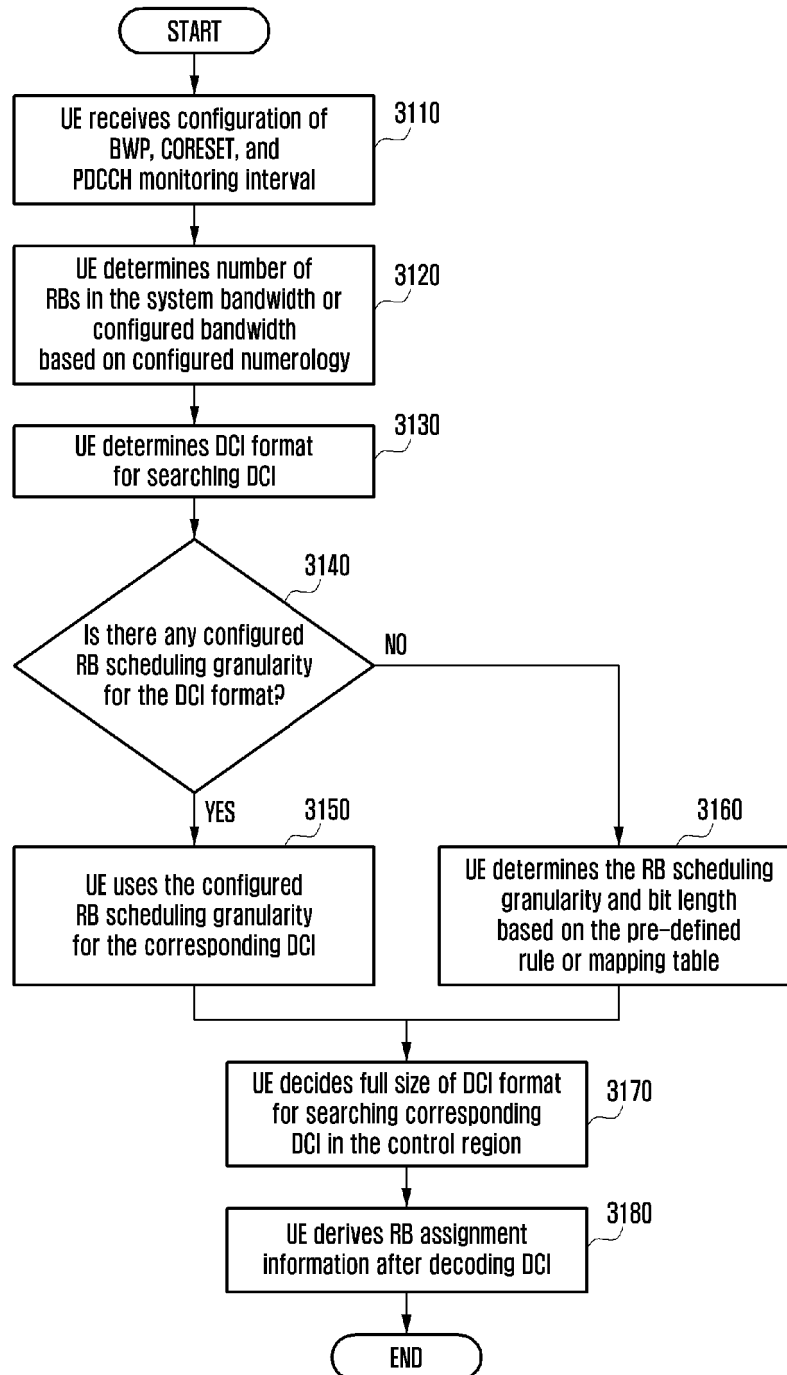 START
3110
UE receives configuration of
BWP, CORESET, and
PDCCH monitoring interval
3120
UE determines number of
RBs in the system bandwidth or
configured bandwidth
based on configured numerology
3130
UE determines DCI format
for searching DCI
3140
Is there any configured
RB scheduling granularity
for the DCI format?
NO
YES
3150
UE uses the configured
RB scheduling granularity
for the corresponding DCI
3160
UE determines the RB scheduling
granularity and bit length
based on the pre-defined
rule or mapping table
3170
UE decides full size of DCI format
for searching corresponding
DCI in the control region
3180
UE derives RB assignment
information after decoding DCI
END